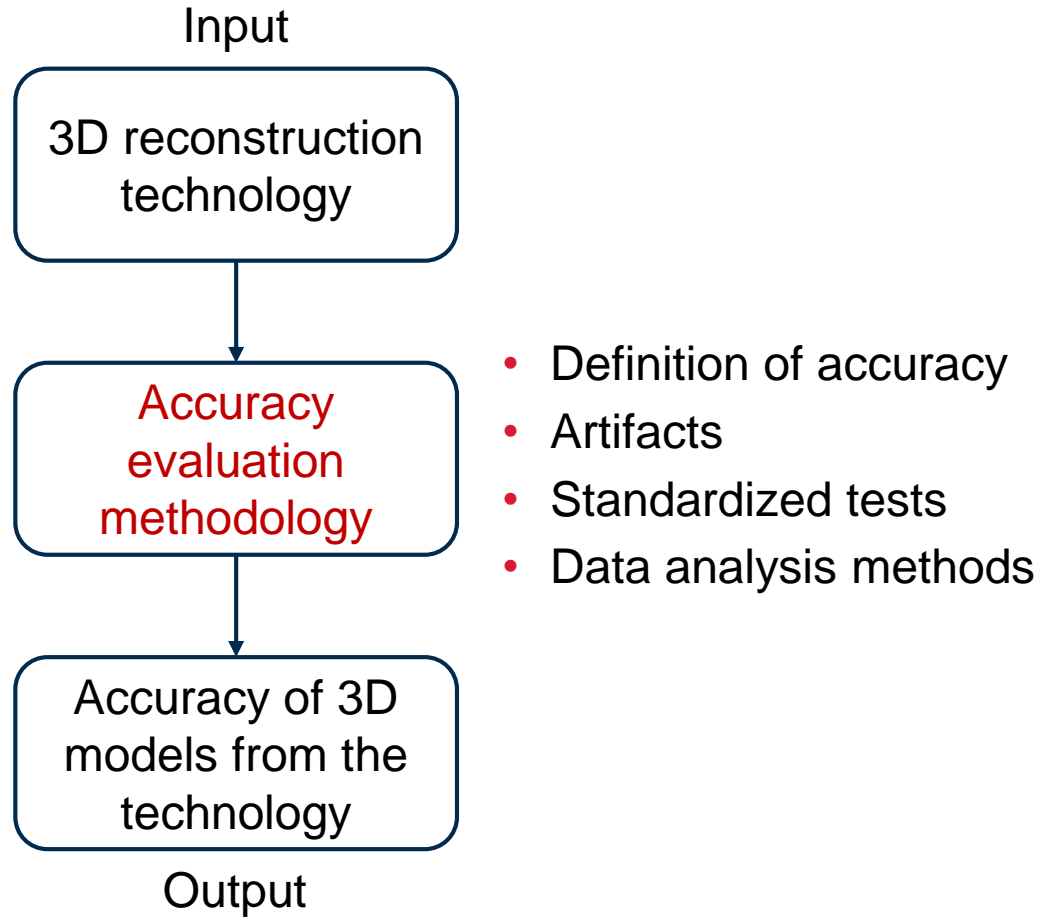 Input
3D reconstruction
technology
Accuracy
evaluation
methodology
• Definition of accuracy
• Artifacts
• Standardized tests
• Data analysis methods
Accuracy of 3D
models from the
technology
Output